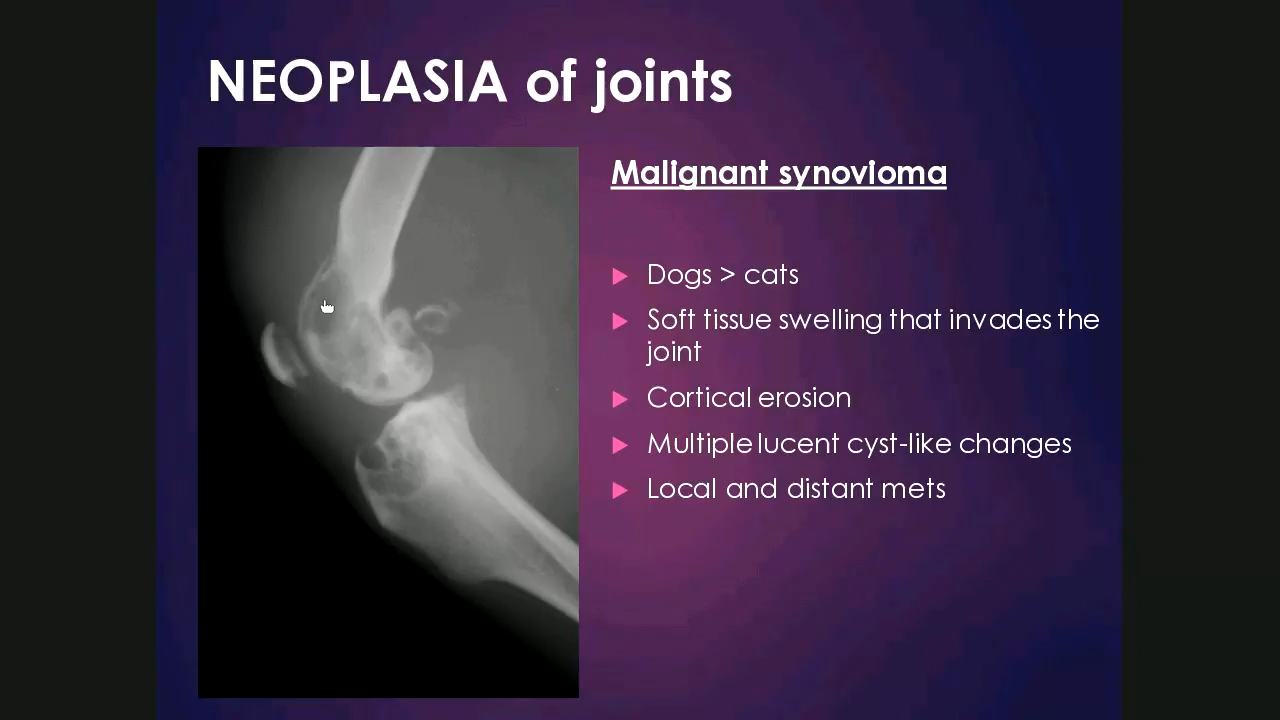 NEOPLASIA of joints
Malignant synovioma
Dogs > cats
Soft tissue swelling that invades the
joint
Cortical erosion
Multiple lucent cyst-like changes
Local and distant mets